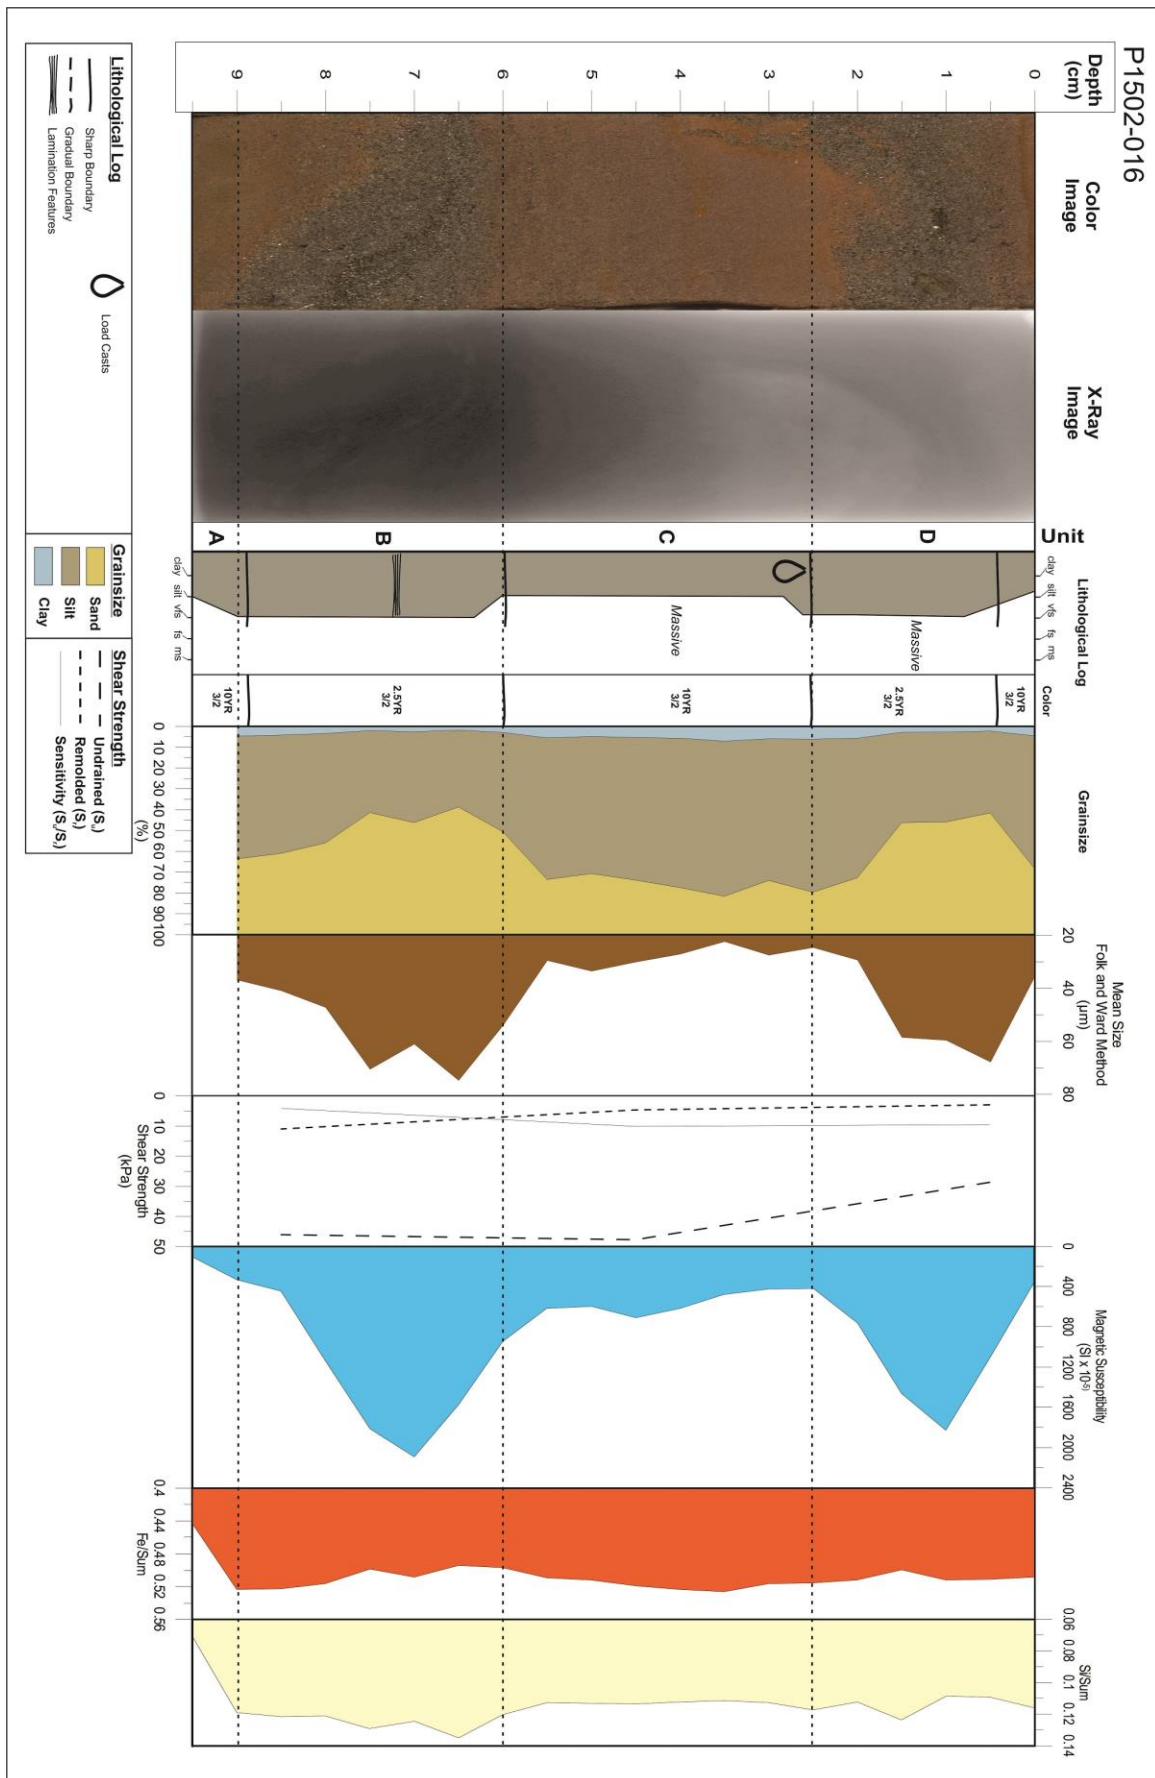 P1502-016
Depth
(cm)
0
1
2
3
4
5
6
7
8
9
Color
Image
X-Ray
Image
Unit
D
C
B
A
Lithological Log
clay
silt
vfs
fs
ms
Massive
Massive
clay
silt
vfs
fs
ms
Color
10YR
3/2
2.5YR
3/2
10YR
3/2
2.5YR
3/2
10YR
3/2
Grainsize
0
10
20
30
40
50
60
70
80
90
100
(%)
Mean Size
Folk and Ward Method
(µm)
20
40
60
80
0
10
20
30
40
50
Shear Strength
(kPa)
Magnetic Susceptibility
(SI x 10⁻⁵)
0
400
800
1200
1600
2000
2400
0.4
0.44
0.48
0.52
0.56
Fe/Sum
Si/Sum
0.06
0.08
0.1
0.12
0.14
Lithological Log
Sharp Boundary
Gradual Boundary
Lamination Features
Load Casts
Grainsize
Sand
Silt
Clay
Shear Strength
Undrained (Sᵤ)
Remolded (Sᵣ)
Sensitivity (Sᵤ/Sᵣ)